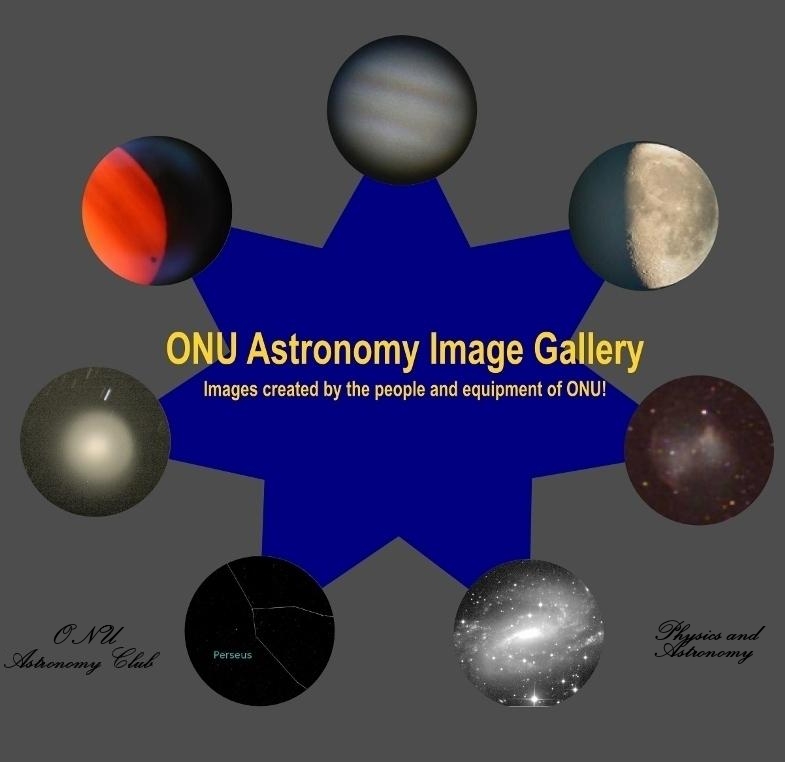 ONU Astronomy Image Gallery
Images created by the people and equipment of ONU!
Perseus
ONU
Astronomy Club
Physics and
Astronomy